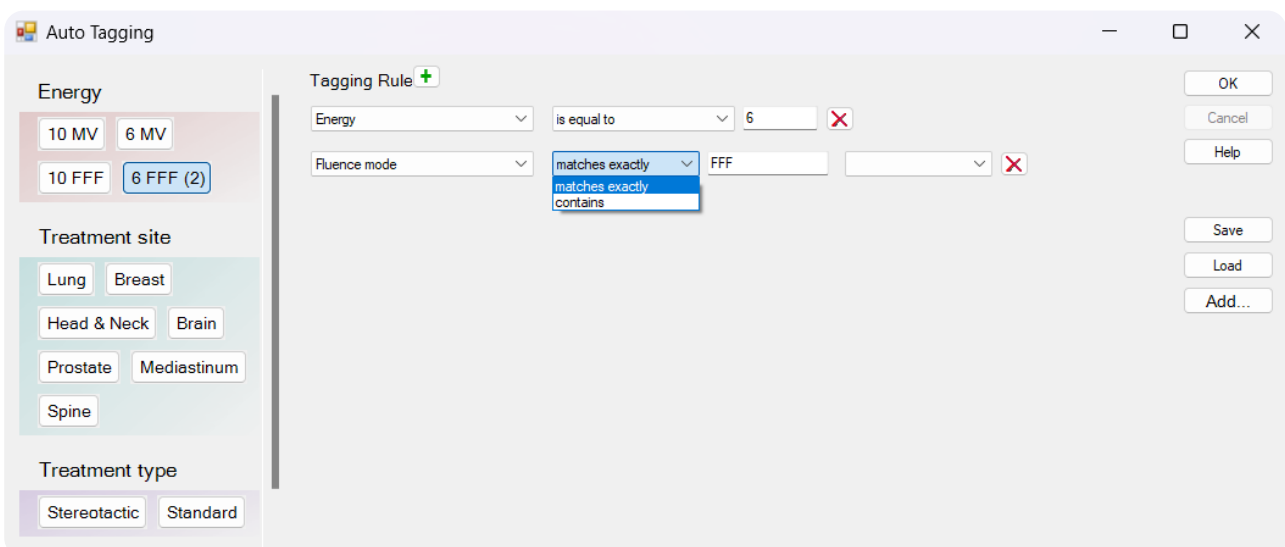 Auto Tagging
Energy
10 MV 6 MV
10 FFF 6 FFF (2)
Treatment site
Lung Breast
Head & Neck Brain
Prostate Mediastinum
Spine
Treatment type
Stereotactic Standard
Tagging Rule
Energy is equal to 6
Fluence mode matches exactly FFF
matches exactly
contains
OK
Cancel
Help
Save
Load
Add...